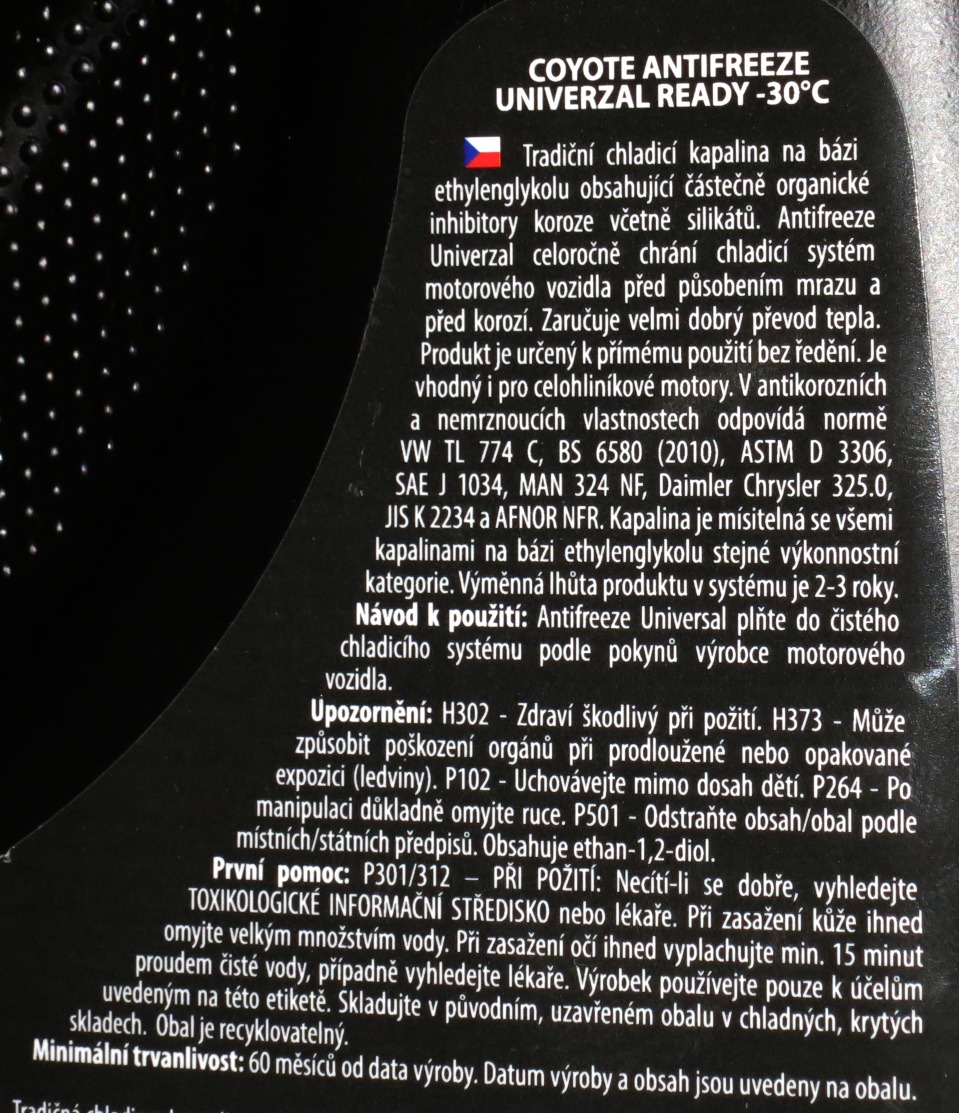 COYOTE ANTIFREEZE
UNIVERZAL READY -30°C
Tradiční chladicí kapalina na bázi
ethylenglykolu obsahující částečně organické
inhibitory koroze včetně silikátů. Antifreeze
Univerzal celoročně chrání chladicí systém
motorového vozidla před působením mrazu a
před korozí. Zaručuje velmi dobrý převod tepla.
Produkt je určený k přímému použití bez ředění. Je
vhodný i pro celohliníkové motory. V antikorozních
a nemrznoucích vlastnostech odpovídá normě
VW TL 774 C, BS 6580 (2010), ASTM D 3306,
SAE J 1034, MAN 324 NF, Daimler Chrysler 325.0,
JIS K 2234 a AFNOR NFR. Kapalina je mísitelná se všemi
kapalinami na bázi ethylenglykolu stejné výkonnostní
kategorie. Výměnná lhůta produktu v systému je 2-3 roky.
Návod k použití: Antifreeze Universal plňte do čistého
chladicího systému podle pokynů výrobce motorového
vozidla.
Upozornění: H302 - Zdraví škodlivý při požití. H373 - Může
způsobit poškození orgánů při prodloužené nebo opakované
expozici (ledviny). P102 - Uchovávejte mimo dosah dětí. P264 - Po
manipulaci důkladně omyjte ruce. P501 - Odstraňte obsah/obal podle
místních/státních předpisů. Obsahuje ethan-1,2-diol.
První pomoc: P301/312 – PŘI POŽITÍ: Necítí-li se dobře, vyhledejte
TOXIKOLOGICKÉ INFORMAČNÍ STŘEDISKO nebo lékaře. Při zasažení kůže ihned
omyjte velkým množstvím vody. Při zasažení očí ihned vyplachujte min. 15 minut
proudem čisté vody, případně vyhledejte lékaře. Výrobek používejte pouze k účelům
uvedeným na této etiketě. Skladujte v původním, uzavřeném obalu v chladných, krytých
skladech. Obal je recyklovatelný.
Minimální trvanlivost: 60 měsíců od data výroby. Datum výroby a obsah jsou uvedeny na obalu.